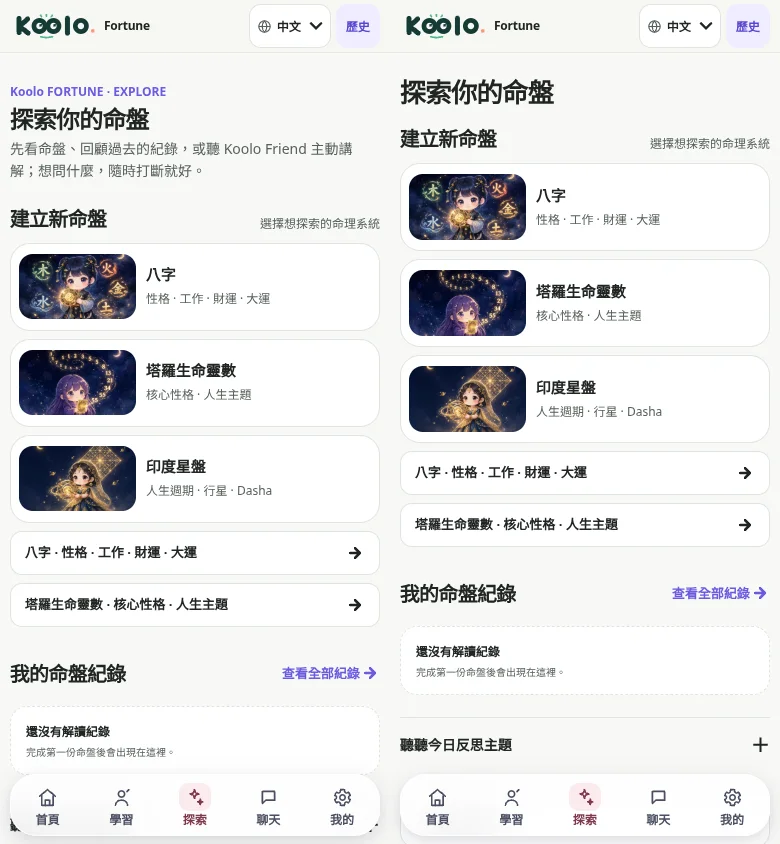 Koolo. Fortune
中文
歷史
Koolo FORTUNE · EXPLORE
探索你的命盤
先看命盤、回顧過去的紀錄，或聽 Koolo Friend 主動講
解；想問什麼，隨時打斷就好。
建立新命盤
選擇想探索的命理系統
木
火
水
金
土
八字
性格 · 工作 · 財運 · 大運
塔羅生命靈數
核心性格 · 人生主題
印度星盤
人生週期 · 行星 · Dasha
八字 · 性格 · 工作 · 財運 · 大運
塔羅生命靈數 · 核心性格 · 人生主題
我的命盤紀錄
查看全部紀錄
還沒有解讀紀錄
完成第一份命盤後會出現在這裡。
首頁
學習
探索
聊天
我的
Koolo. Fortune
中文
歷史
探索你的命盤
建立新命盤
選擇想探索的命理系統
木
火
水
金
土
八字
性格 · 工作 · 財運 · 大運
塔羅生命靈數
核心性格 · 人生主題
印度星盤
人生週期 · 行星 · Dasha
八字 · 性格 · 工作 · 財運 · 大運
塔羅生命靈數 · 核心性格 · 人生主題
我的命盤紀錄
查看全部紀錄
還沒有解讀紀錄
完成第一份命盤後會出現在這裡。
聽聽今日反思主題
首頁
學習
探索
聊天
我的